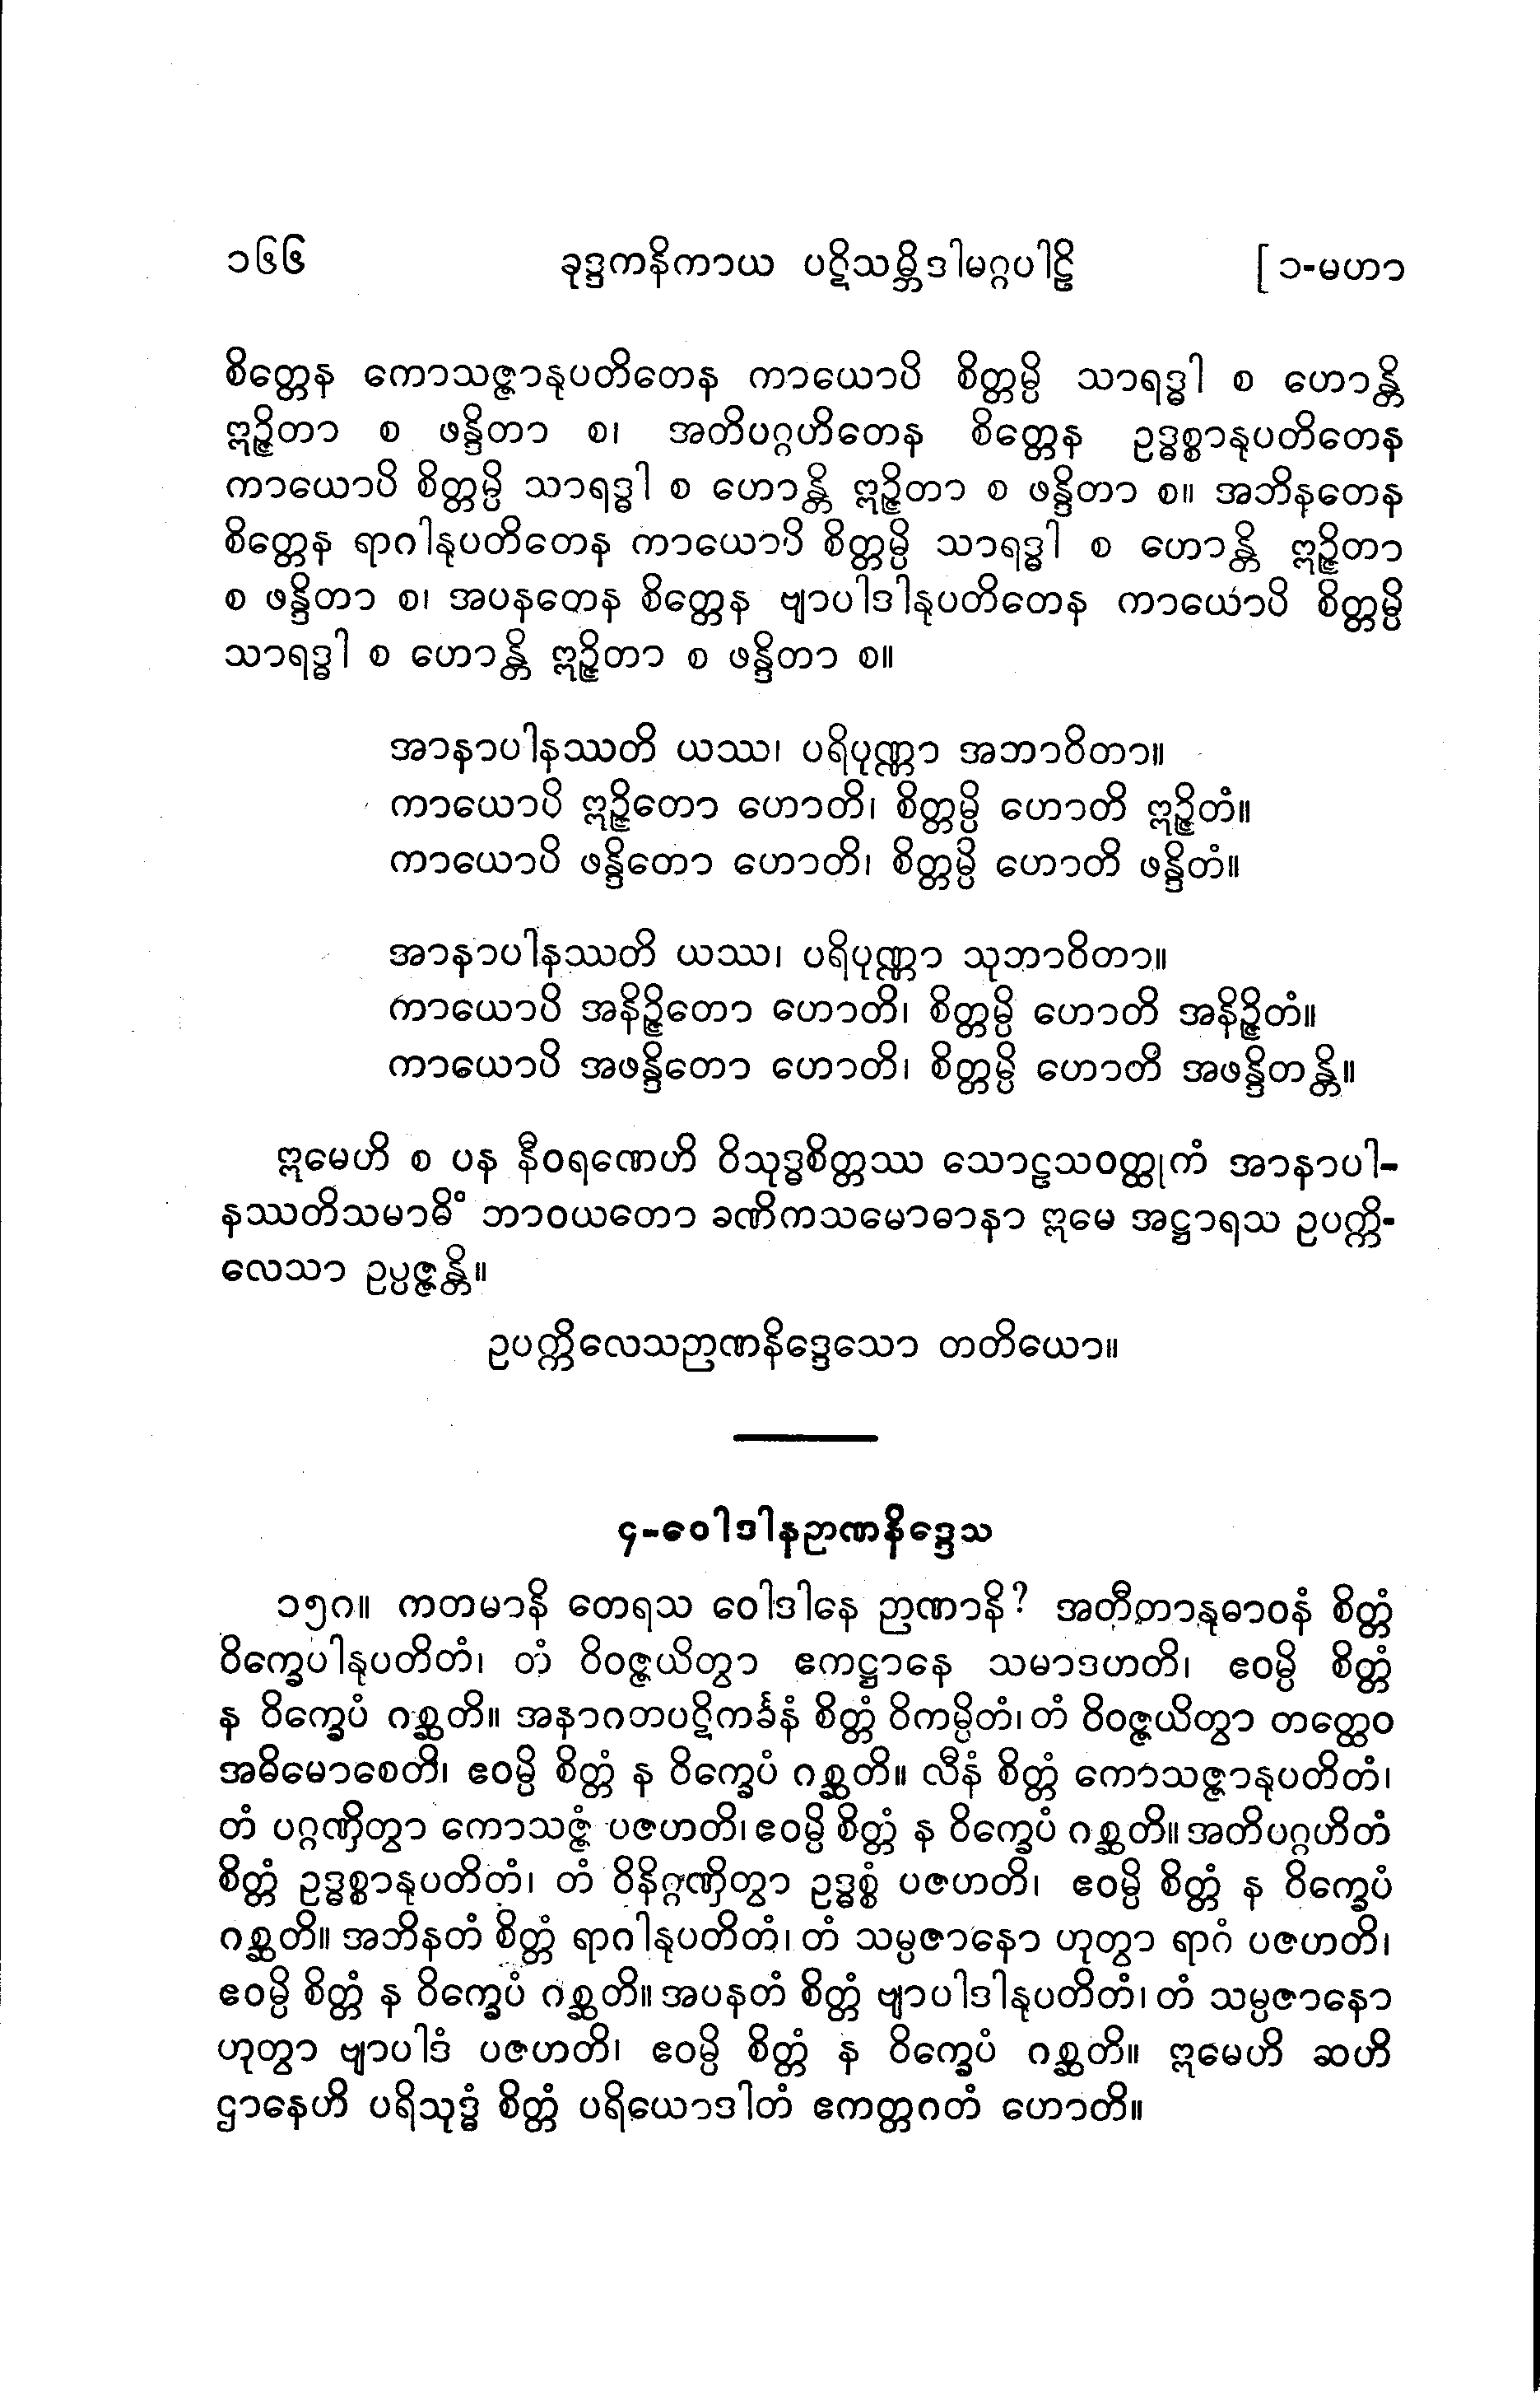 ၁၆၆ ခုဒ္ဒကနိကာယ ပဋိသမ္ဘိဒါမဂ္ဂပါဠိ [ ၁-မဟာ
စိတ္တေန ကောသဇ္ဇာနုပတိတေန ကာယောပိ စိတ္တမ္ပိ သာရဒ္ဓါ စ ဟောန္တိ
ဣဉ္ဇိတာ စ ဖန္ဒိတာ စ၊ အတိပဂ္ဂဟိတေန စိတ္တေန ဥဒ္ဓစ္စာနုပတိတေန
ကာယောပိ စိတ္တမ္ပိ သာရဒ္ဓါ စ ဟောန္တိ ဣဉ္ဇိတာ စ ဖန္ဒိတာ စ။ အဘိနတေန
စိတ္တေန ရာဂါနုပတိတေန ကာယောပိ စိတ္တမ္ပိ သာရဒ္ဓါ စ ဟောန္တိ ဣဉ္ဇိတာ
စ ဖန္ဒိတာ စ၊ အပနတေန စိတ္တေန ဗျာပါဒါနုပတိတေန ကာယောပိ စိတ္တမ္ပိ
သာရဒ္ဓါ စ ဟောန္တိ ဣဉ္ဇိတာ စ ဖန္ဒိတာ စ။
အာနာပါနဿတိ ယဿ၊ ပရိပုဏ္ဏာ အဘာဝိတာ။
ကာယောပိ ဣဉ္ဇိတော ဟောတိ၊ စိတ္တမ္ပိ ဟောတိ ဣဉ္ဇိတံ။
ကာယောပိ ဖန္ဒိတော ဟောတိ၊ စိတ္တမ္ပိ ဟောတိ ဖန္ဒိတံ။
အာနာပါနဿတိ ယဿ၊ ပရိပုဏ္ဏာ သုဘာဝိတာ။
ကာယောပိ အနိဉ္ဇိတော ဟောတိ၊ စိတ္တမ္ပိ ဟောတိ အနိဉ္ဇိတံ။
ကာယောပိ အဖန္ဒိတော ဟောတိ၊ စိတ္တမ္ပိ ဟောတိ အဖန္ဒိတန္တိ။
ဣမေဟိ စ ပန နီဝရဏေဟိ ဝိသုဒ္ဓစိတ္တဿ သောဠသဝတ္ထုကံ အာနာပါ-
နဿတိသမာဓိံ ဘာဝယတော ခဏိကသမောဓာနာ ဣမေ အဋ္ဌာရသ ဥပက္ကိ-
လေသာ ဥပ္ပဇ္ဇန္တိ။
ဥပက္ကိလေသဉာဏနိဒ္ဒေသော တတိယော။
၄-ဝေါဒါနဉာဏနိဒ္ဒေသ
၁၅၈။ ကတမာနိ တေရသ ဝေါဒါနေ ဉာဏာနိ? အတီတာနုဓာဝနံ စိတ္တံ
ဝိက္ခေပါနုပတိတံ၊ တံ ဝိဝဇ္ဇယိတွာ ဧကဋ္ဌာနေ သမာဒဟတိ၊ ဧဝမ္ပိ စိတ္တံ
န ဝိက္ခေပံ ဂစ္ဆတိ။ အနာဂတပဋိကင်္ခနံ စိတ္တံ ဝိကမ္ပိတံ၊ တံ ဝိဝဇ္ဇယိတွာ တတ္ထေဝ
အဓိမောစေတိ၊ ဧဝမ္ပိ စိတ္တံ န ဝိက္ခေပံ ဂစ္ဆတိ။ လီနံ စိတ္တံ ကောသဇ္ဇာနုပတိတံ၊
တံ ပဂ္ဂဏှိတွာ ကောသဇ္ဇံ ပဇဟတိ၊ ဧဝမ္ပိ စိတ္တံ န ဝိက္ခေပံ ဂစ္ဆတိ။ အတိပဂ္ဂဟိတံ
စိတ္တံ ဥဒ္ဓစ္စာနုပတိတံ၊ တံ ဝိနိဂ္ဂဏှိတွာ ဥဒ္ဓစ္စံ ပဇဟတိ၊ ဧဝမ္ပိ စိတ္တံ န ဝိက္ခေပံ
ဂစ္ဆတိ။ အဘိနတံ စိတ္တံ ရာဂါနုပတိတံ၊ တံ သမ္ပဇာနော ဟုတွာ ရာဂံ ပဇဟတိ၊
ဧဝမ္ပိ စိတ္တံ န ဝိက္ခေပံ ဂစ္ဆတိ။ အပနတံ စိတ္တံ ဗျာပါဒါနုပတိတံ၊ တံ သမ္ပဇာနော
ဟုတွာ ဗျာပါဒံ ပဇဟတိ၊ ဧဝမ္ပိ စိတ္တံ န ဝိက္ခေပံ ဂစ္ဆတိ။ ဣမေဟိ ဆဟိ
ဌာနေဟိ ပရိသုဒ္ဓံ စိတ္တံ ပရိယောဒါတံ ဧကတ္တဂတံ ဟောတိ။